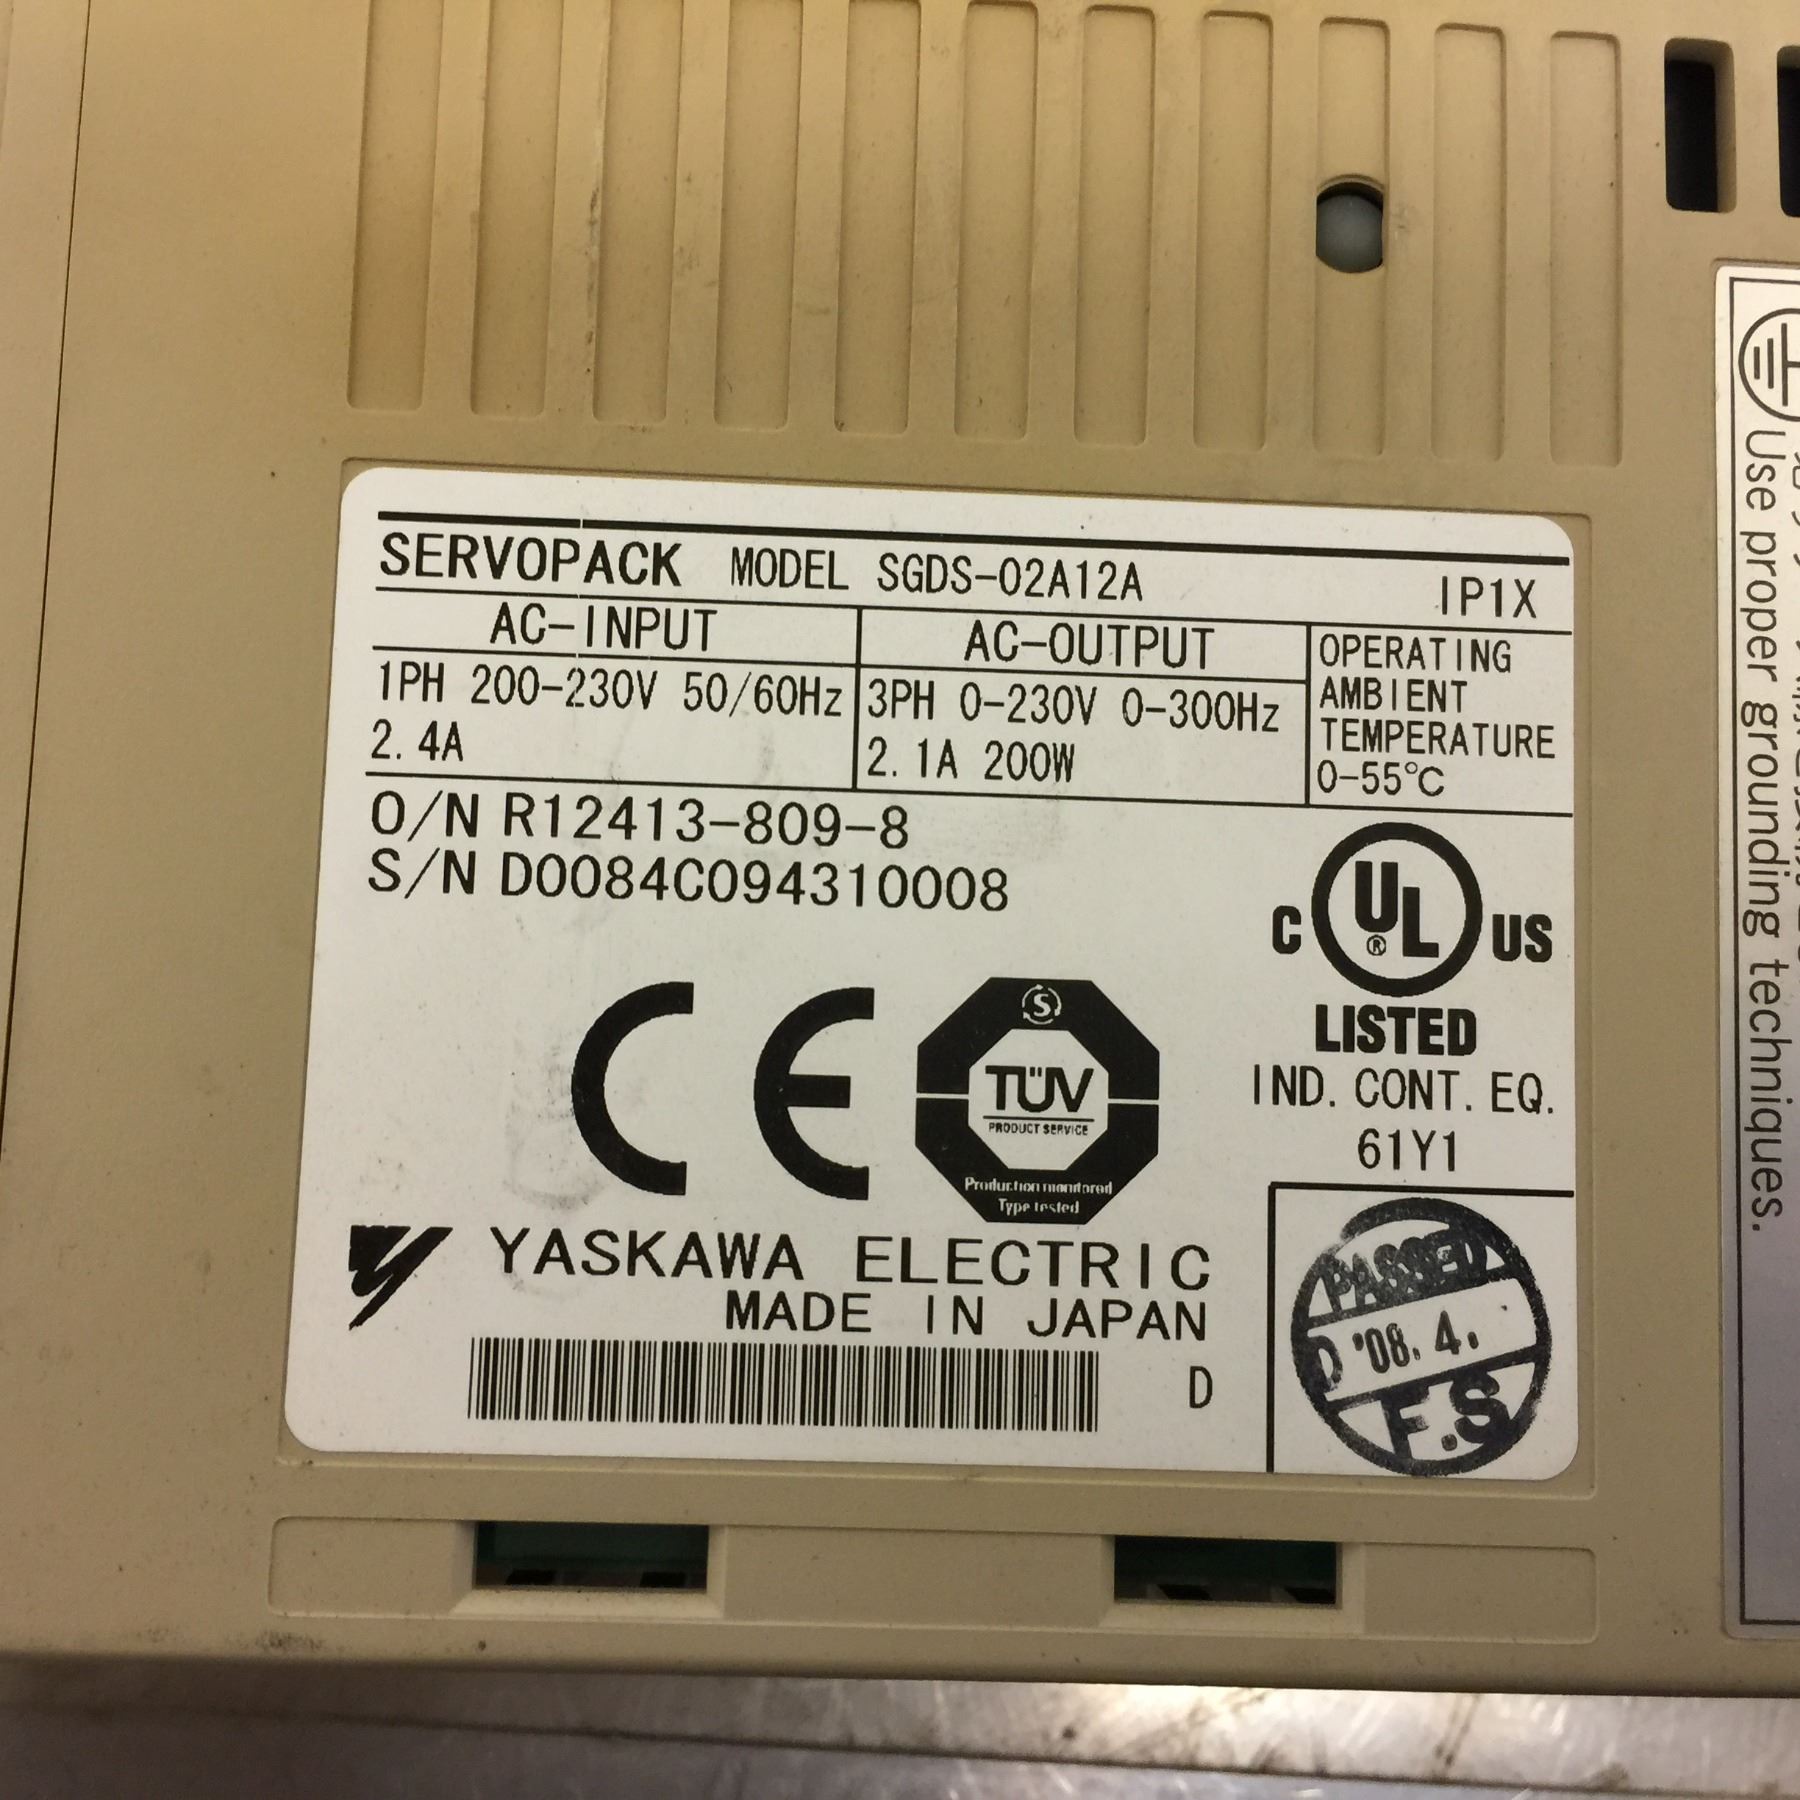 SERVOPACK MODEL SGDS-02A12A IP1X
AC-INPUT
1PH 200-230V 50/60Hz
2.4A
AC-OUTPUT
3PH 0-230V 0-300Hz
2.1A 200W
OPERATING
AMBIENT
TEMPERATURE
0-55℃
O/N R12413-809-8
S/N D0084C094310008
C UL ® US
LISTED
IND. CONT. EQ.
61Y1
CE
S
TÜV
PRODUCT SERVICE
Production monitored
Type tested
YASKAWA ELECTRIC
MADE IN JAPAN
D
PASSED
D '08. 4.
F.S
Use proper grounding techniques.